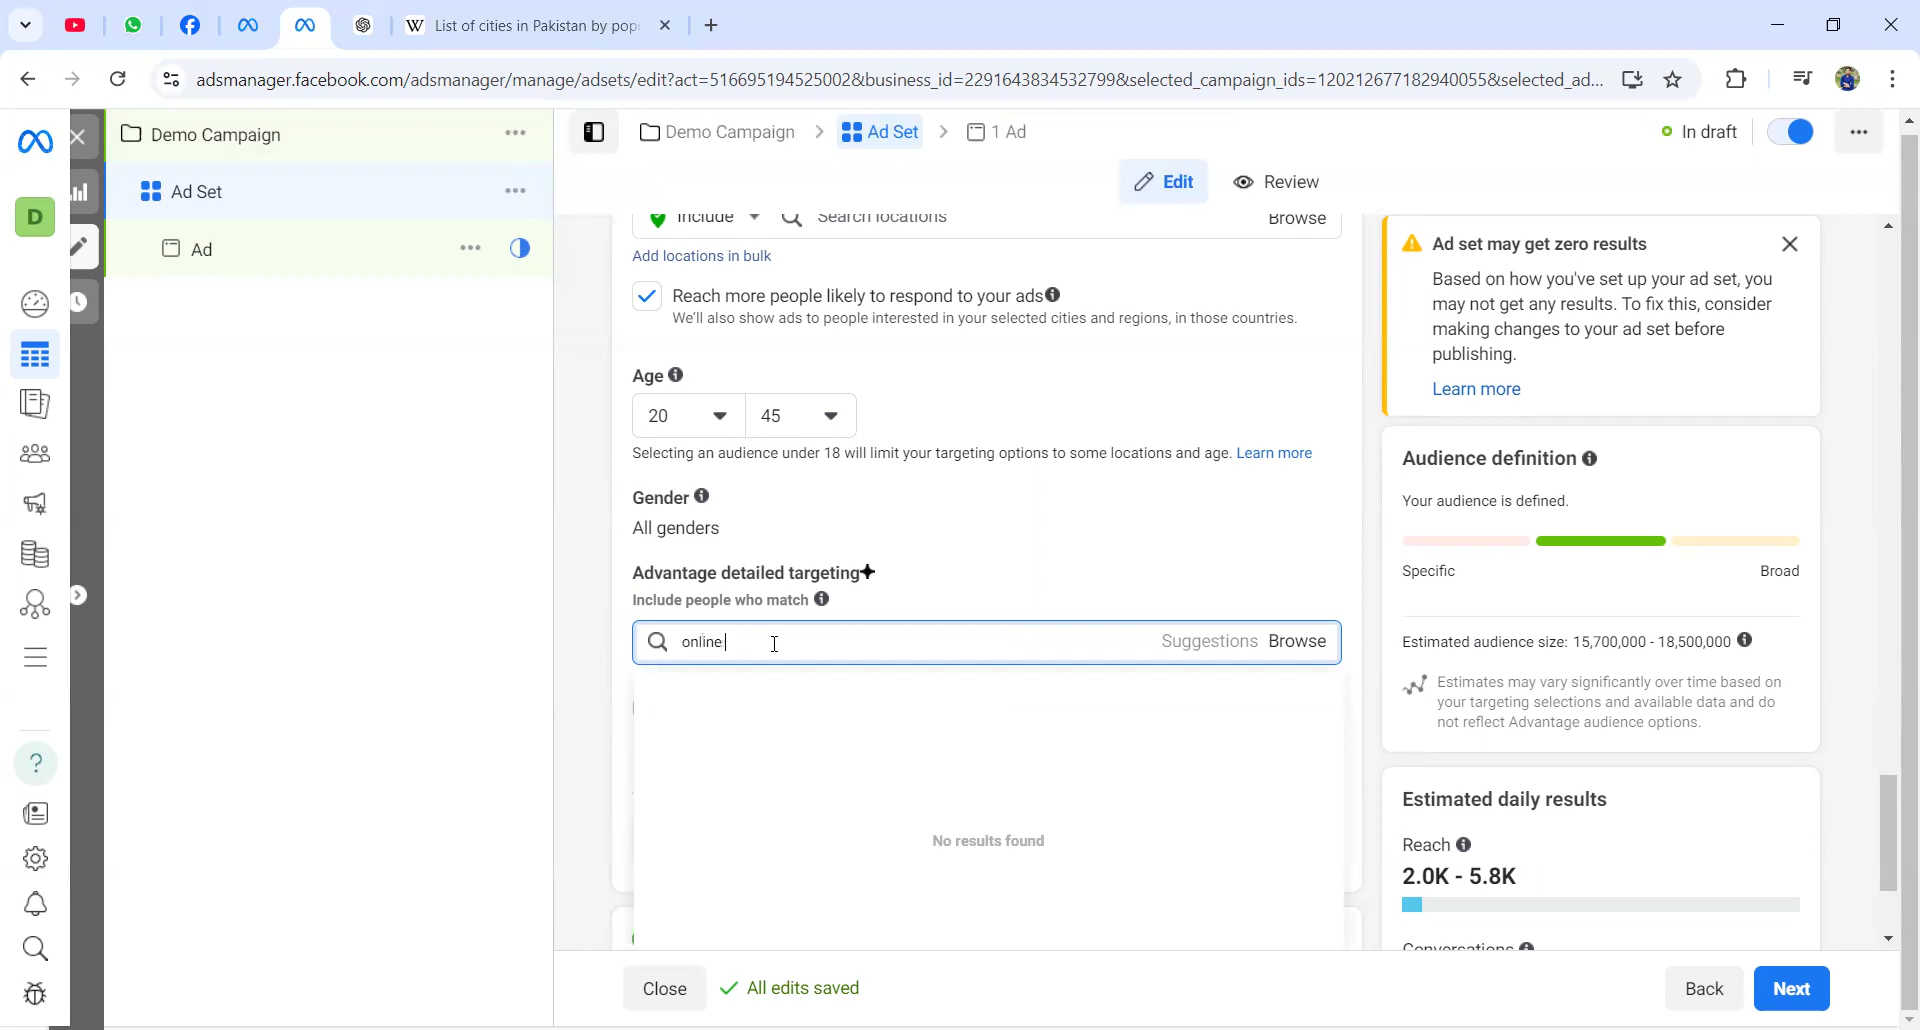 List of cities in Pakistan by pop
adsmanager.facebook.com/adsmanager/manage/adsets/edit?act=516695194525002&business_id=2291643834532799&selected_campaign_ids=120212677182940055&selected_ad...
Demo Campaign
Ad Set
Ad
D
Demo Campaign
Ad Set
1 Ad
In draft
Edit
Review
Include
Search locations
Browse
Add locations in bulk
Reach more people likely to respond to your ads
We'll also show ads to people interested in your selected cities and regions, in those countries.
Age
20
45
Selecting an audience under 18 will limit your targeting options to some locations and age. Learn more
Gender
All genders
Advantage detailed targeting
Include people who match
online
Suggestions
Browse
No results found
Ad set may get zero results
Based on how you've set up your ad set, you
may not get any results. To fix this, consider
making changes to your ad set before
publishing.
Learn more
Audience definition
Your audience is defined.
Specific
Broad
Estimated audience size: 15,700,000 - 18,500,000
Estimates may vary significantly over time based on
your targeting selections and available data and do
not reflect Advantage audience options.
Estimated daily results
Reach
2.0K - 5.8K
Conversations
Close
All edits saved
Back
Next